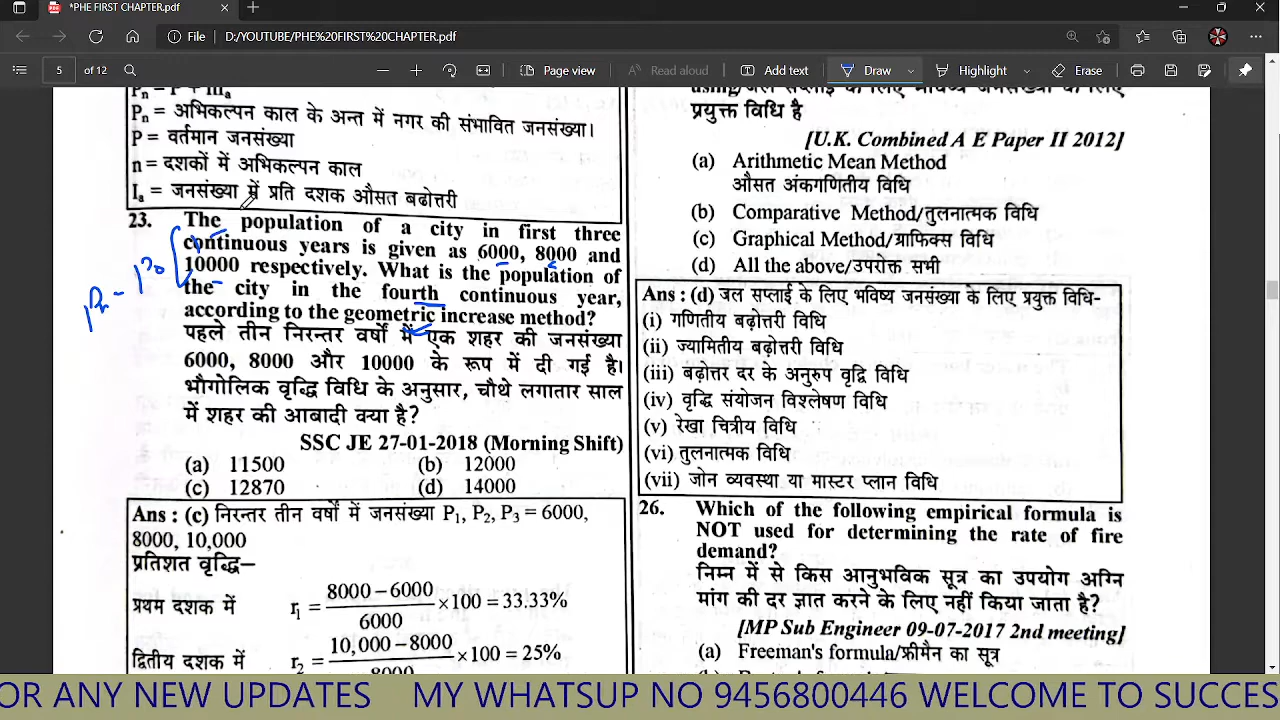 *PHE FIRST CHAPTER.pdf
File D:/YOUTUBE/PHE%20FIRST%20CHAPTER.pdf
5 of 12 Page view Read aloud Add text Draw Highlight Erase
Pₙ = अभिकल्पन काल के अन्त में नगर की संभावित जनसंख्या।
P = वर्तमान जनसंख्या
n = दशकों में अभिकल्पन काल
Iₐ = जनसंख्या में प्रति दशक औसत बढोत्तरी
23. The population of a city in first three
continuous years is given as 6000, 8000 and
10000 respectively. What is the population of
the city in the fourth continuous year,
according to the geometric increase method?
पहले तीन निरन्तर वर्षों में एक शहर की जनसंख्या
6000, 8000 और 10000 के रूप में दी गई है।
भौगोलिक वृद्धि विधि के अनुसार, चौथे लगातार साल
में शहर की आबादी क्या है?
SSC JE 27-01-2018 (Morning Shift)
(a) 11500 (b) 12000
(c) 12870 (d) 14000
Ans : (c) निरन्तर तीन वर्षों में जनसंख्या P₁, P₂, P₃ = 6000,
8000, 10,000
प्रतिशत वृद्धि–
प्रथम दशक में r₁ = 8000 – 6000 / 6000 ×100 = 33.33%
द्वितीय दशक में r₂ = 10,000 – 8000 / 8000 ×100 = 25%
using/जल सप्लाई के लिए भविष्य जनसंख्या के लिए
प्रयुक्त विधि है
[U.K. Combined A E Paper II 2012]
(a) Arithmetic Mean Method
औसत अंकगणितीय विधि
(b) Comparative Method/तुलनात्मक विधि
(c) Graphical Method/ग्राफिक्स विधि
(d) All the above/उपरोक्त सभी
Ans : (d) जल सप्लाई के लिए भविष्य जनसंख्या के लिए प्रयुक्त विधि-
(i) गणितीय बढ़ोत्तरी विधि
(ii) ज्यामितीय बढ़ोत्तरी विधि
(iii) बढ़ोत्तर दर के अनुरुप वृद्वि विधि
(iv) वृद्धि संयोजन विश्लेषण विधि
(v) रेखा चित्रीय विधि
(vi) तुलनात्मक विधि
(vii) जोन व्यवस्था या मास्टर प्लान विधि
26. Which of the following empirical formula is
NOT used for determining the rate of fire
demand?
निम्न में से किस आनुभविक सूत्र का उपयोग अग्नि
मांग की दर ज्ञात करने के लिए नहीं किया जाता है?
[MP Sub Engineer 09-07-2017 2nd meeting]
(a) Freeman's formula/फ्रीमैन का सूत्र
OR ANY NEW UPDATES MY WHATSUP NO 9456800446 WELCOME TO SUCCES